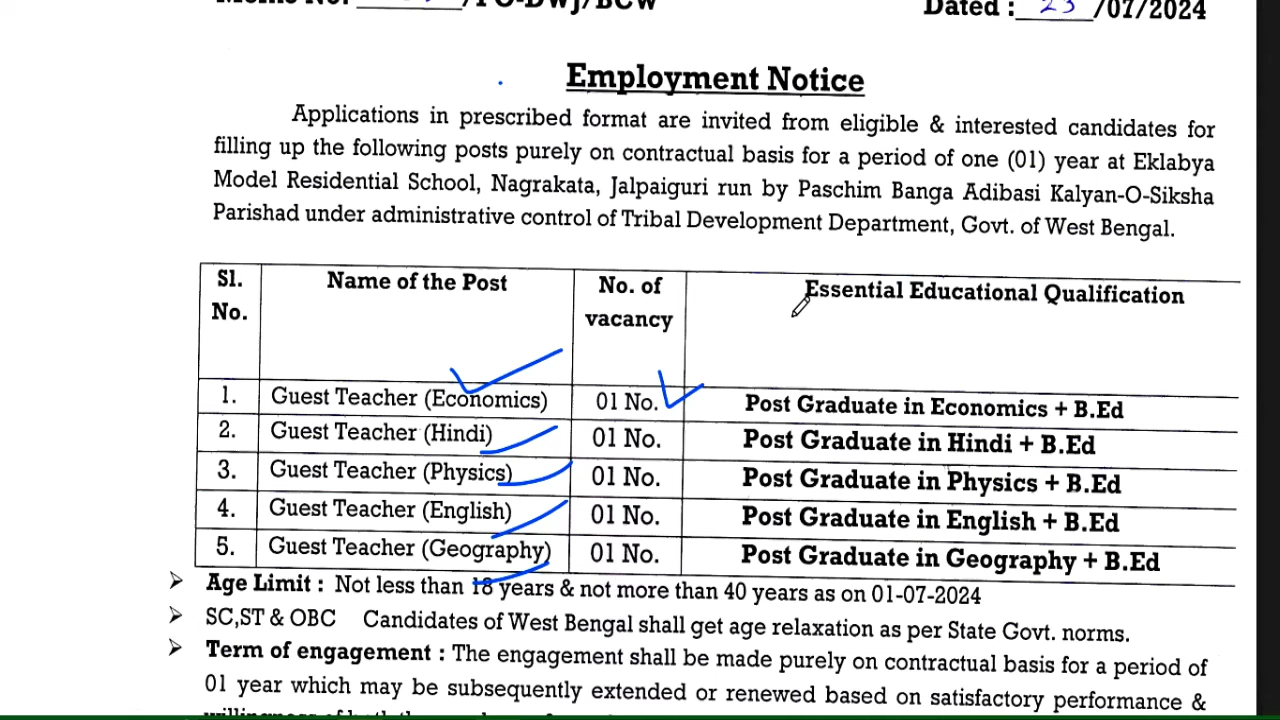 /PO-DWJ/BCW Dated : 23 /07/2024
Employment Notice
Applications in prescribed format are invited from eligible & interested candidates for
filling up the following posts purely on contractual basis for a period of one (01) year at Eklabya
Model Residential School, Nagrakata, Jalpaiguri run by Paschim Banga Adibasi Kalyan-O-Siksha
Parishad under administrative control of Tribal Development Department, Govt. of West Bengal.
Sl. No. Name of the Post No. of vacancy Essential Educational Qualification
1. Guest Teacher (Economics) 01 No. Post Graduate in Economics + B.Ed
2. Guest Teacher (Hindi) 01 No. Post Graduate in Hindi + B.Ed
3. Guest Teacher (Physics) 01 No. Post Graduate in Physics + B.Ed
4. Guest Teacher (English) 01 No. Post Graduate in English + B.Ed
5. Guest Teacher (Geography) 01 No. Post Graduate in Geography + B.Ed
Age Limit : Not less than 18 years & not more than 40 years as on 01-07-2024
SC,ST & OBC Candidates of West Bengal shall get age relaxation as per State Govt. norms.
Term of engagement : The engagement shall be made purely on contractual basis for a period of
01 year which may be subsequently extended or renewed based on satisfactory performance &